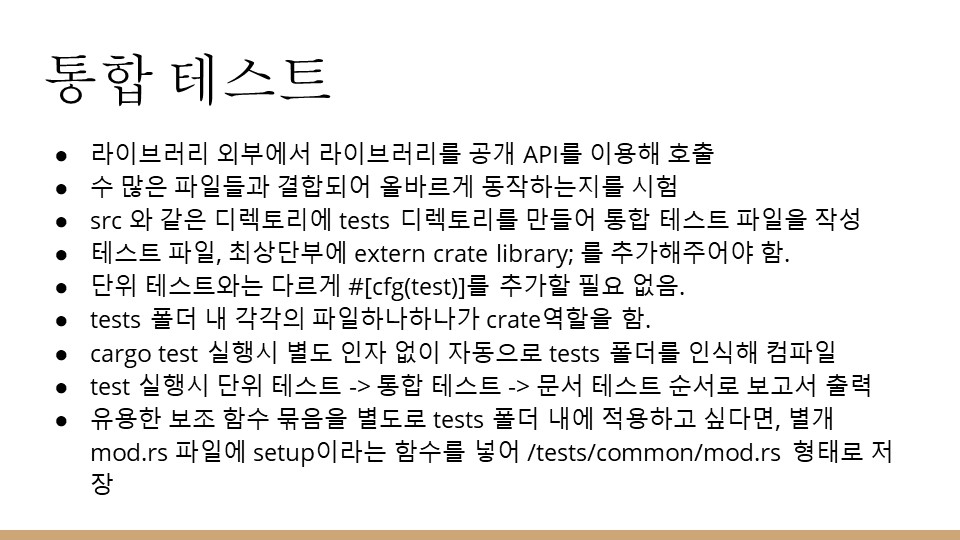 통합 테스트
● 라이브러리 외부에서 라이브러리를 공개 API를 이용해 호출
● 수 많은 파일들과 결합되어 올바르게 동작하는지를 시험
● src 와 같은 디렉토리에 tests 디렉토리를 만들어 통합 테스트 파일을 작성
● 테스트 파일, 최상단부에 extern crate library; 를 추가해주어야 함.
● 단위 테스트와는 다르게 #[cfg(test)]를 추가할 필요 없음.
● tests 폴더 내 각각의 파일하나하나가 crate역할을 함.
● cargo test 실행시 별도 인자 없이 자동으로 tests 폴더를 인식해 컴파일
● test 실행시 단위 테스트 -> 통합 테스트 -> 문서 테스트 순서로 보고서 출력
● 유용한 보조 함수 묶음을 별도로 tests 폴더 내에 적용하고 싶다면, 별개
mod.rs 파일에 setup이라는 함수를 넣어 /tests/common/mod.rs 형태로 저
장